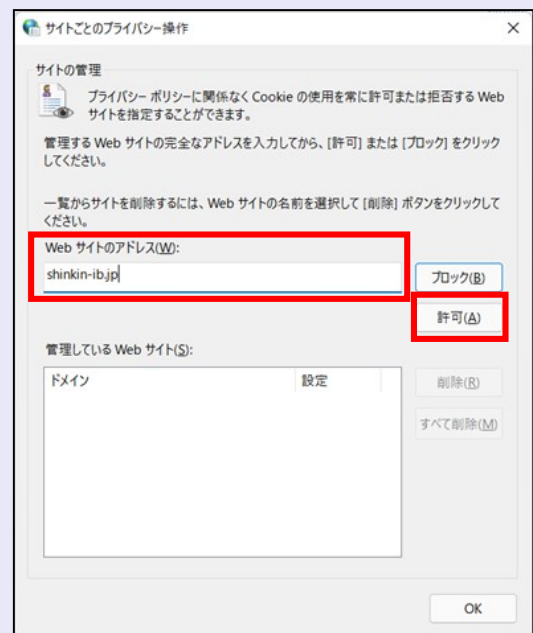 サイトごとのプライバシー操作
サイトの管理
プライバシー ポリシーに関係なく Cookie の使用を常に許可または拒否する Web
サイトを指定することができます。
管理する Web サイトの完全なアドレスを入力してから、[許可] または [ブロック] をクリック
してください。
一覧からサイトを削除するには、Web サイトの名前を選択して [削除] ボタンをクリックして
ください。
Web サイトのアドレス(W):
shinkin-ib.jp
ブロック(B)
許可(A)
管理している Web サイト(S):
ドメイン 設定
削除(R)
すべて削除(M)
OK